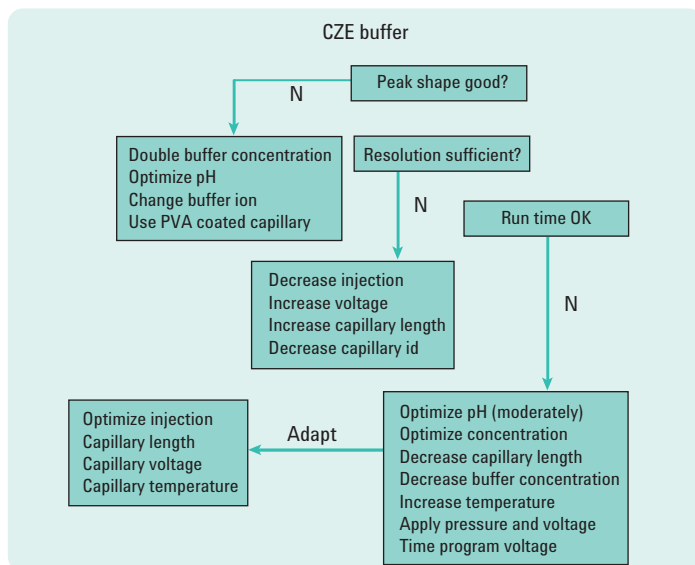 CZE buffer
Peak shape good?
N
Double buffer concentration
Optimize pH
Change buffer ion
Use PVA coated capillary
Resolution sufficient?
N
Run time OK
Decrease injection
Increase voltage
Increase capillary length
Decrease capillary id
N
Optimize pH (moderately)
Optimize concentration
Decrease capillary length
Decrease buffer concentration
Increase temperature
Apply pressure and voltage
Time program voltage
Adapt
Optimize injection
Capillary length
Capillary voltage
Capillary temperature